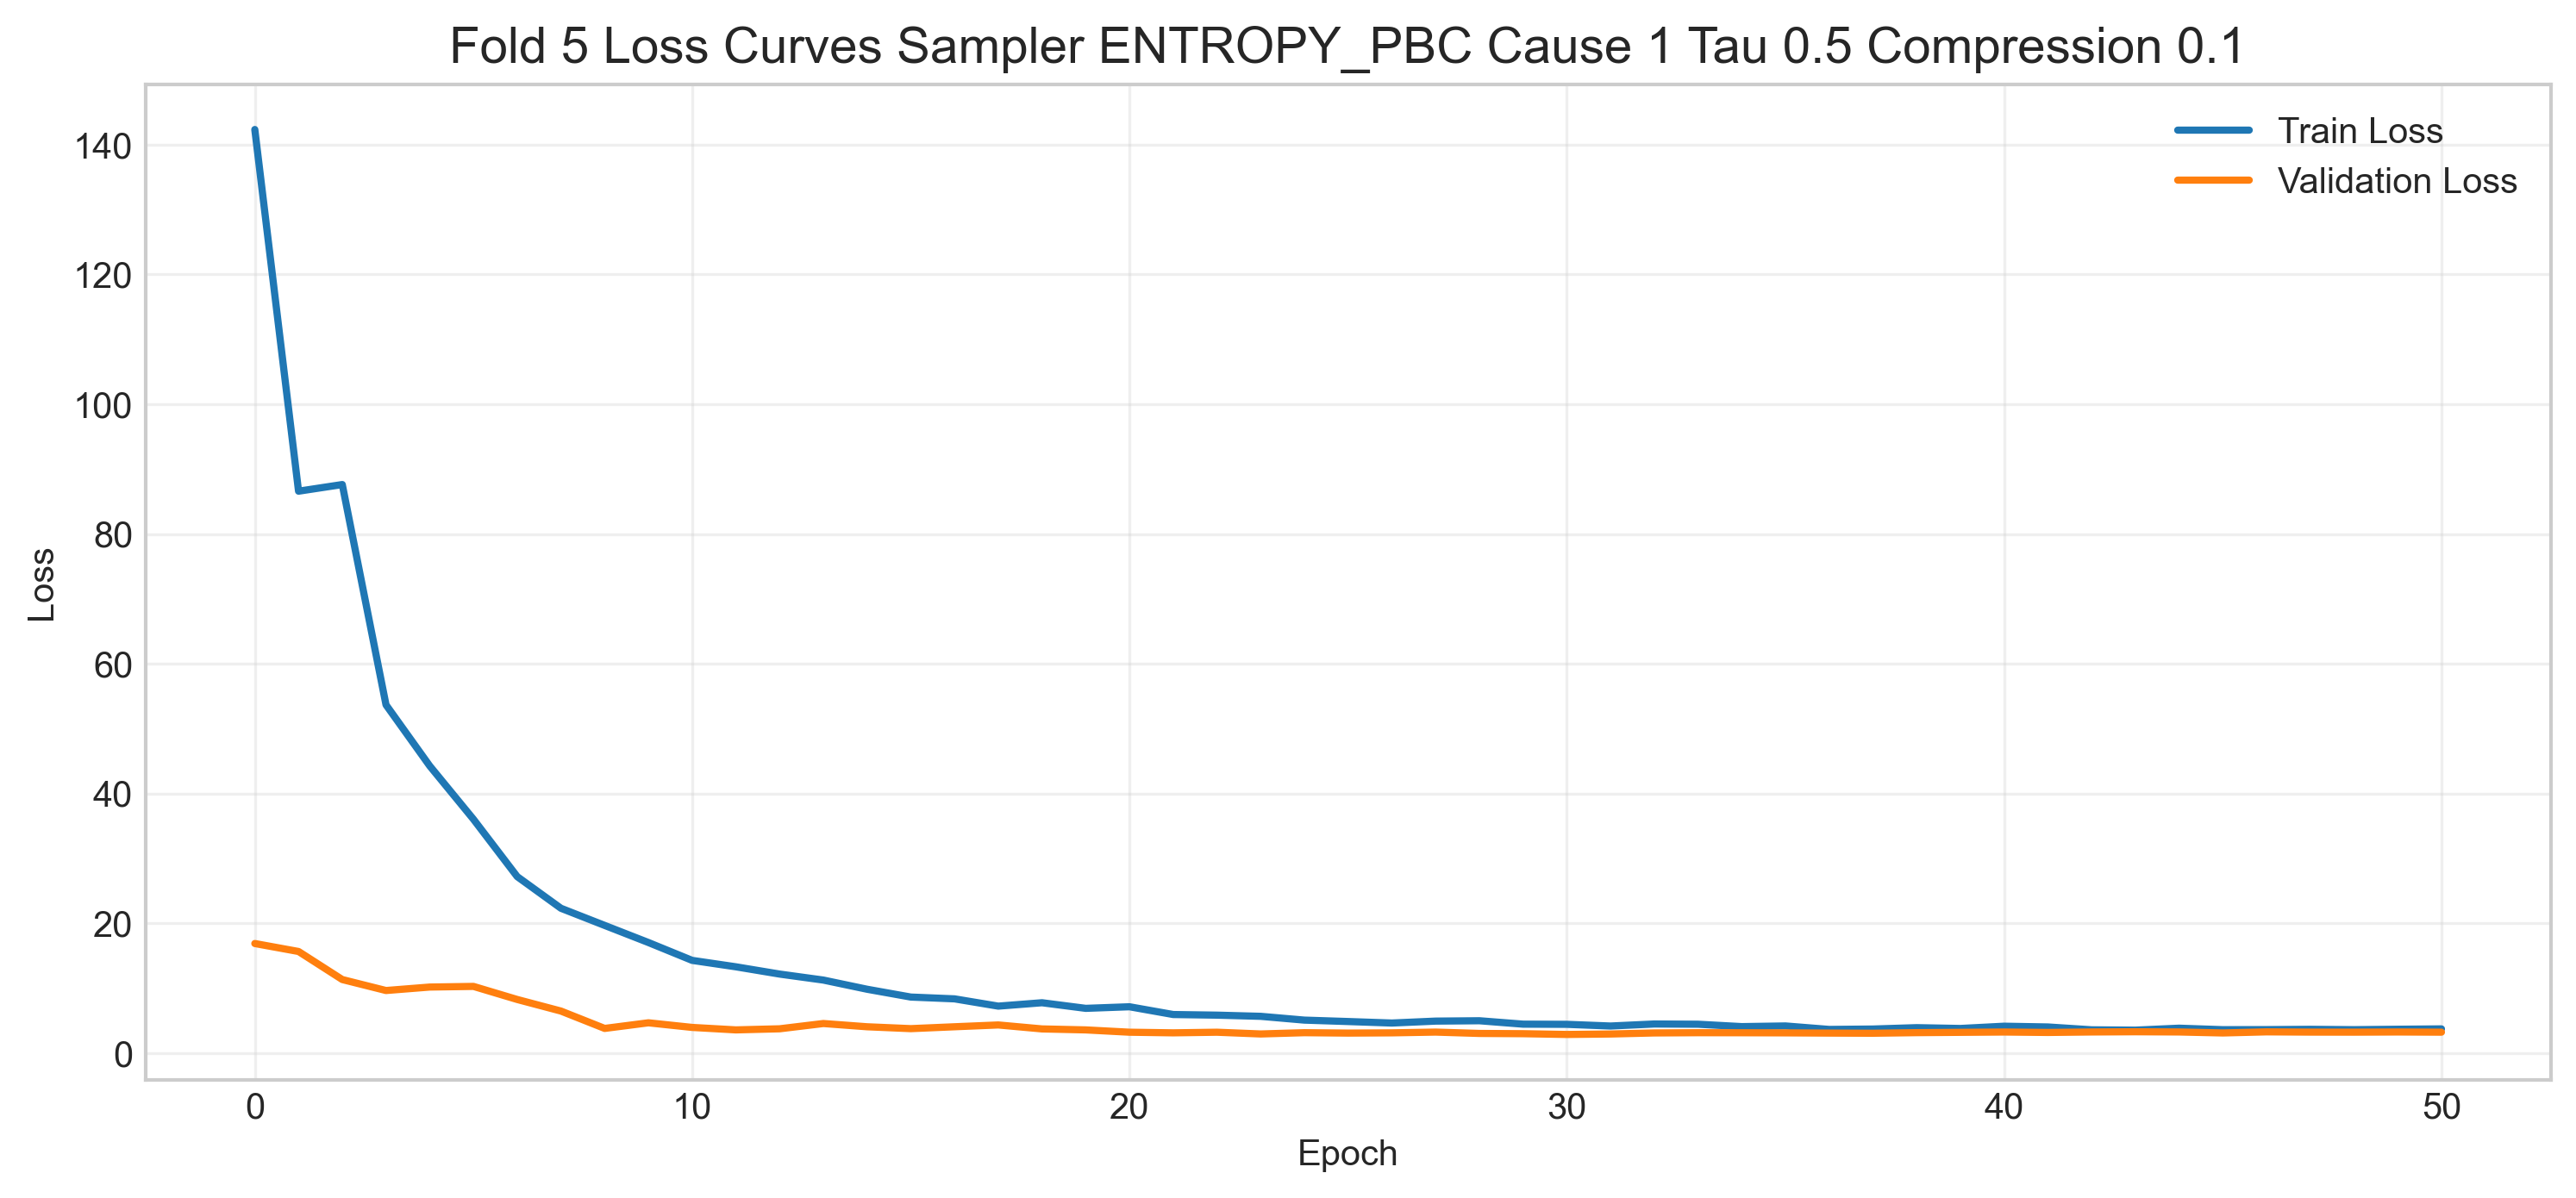 Fold 5 Loss Curves Sampler ENTROPY_PBC Cause 1 Tau 0.5 Compression 0.1
Train Loss
Validation Loss
140
120
100
80
60
40
20
0
Loss
0 10 20 30 40 50
Epoch